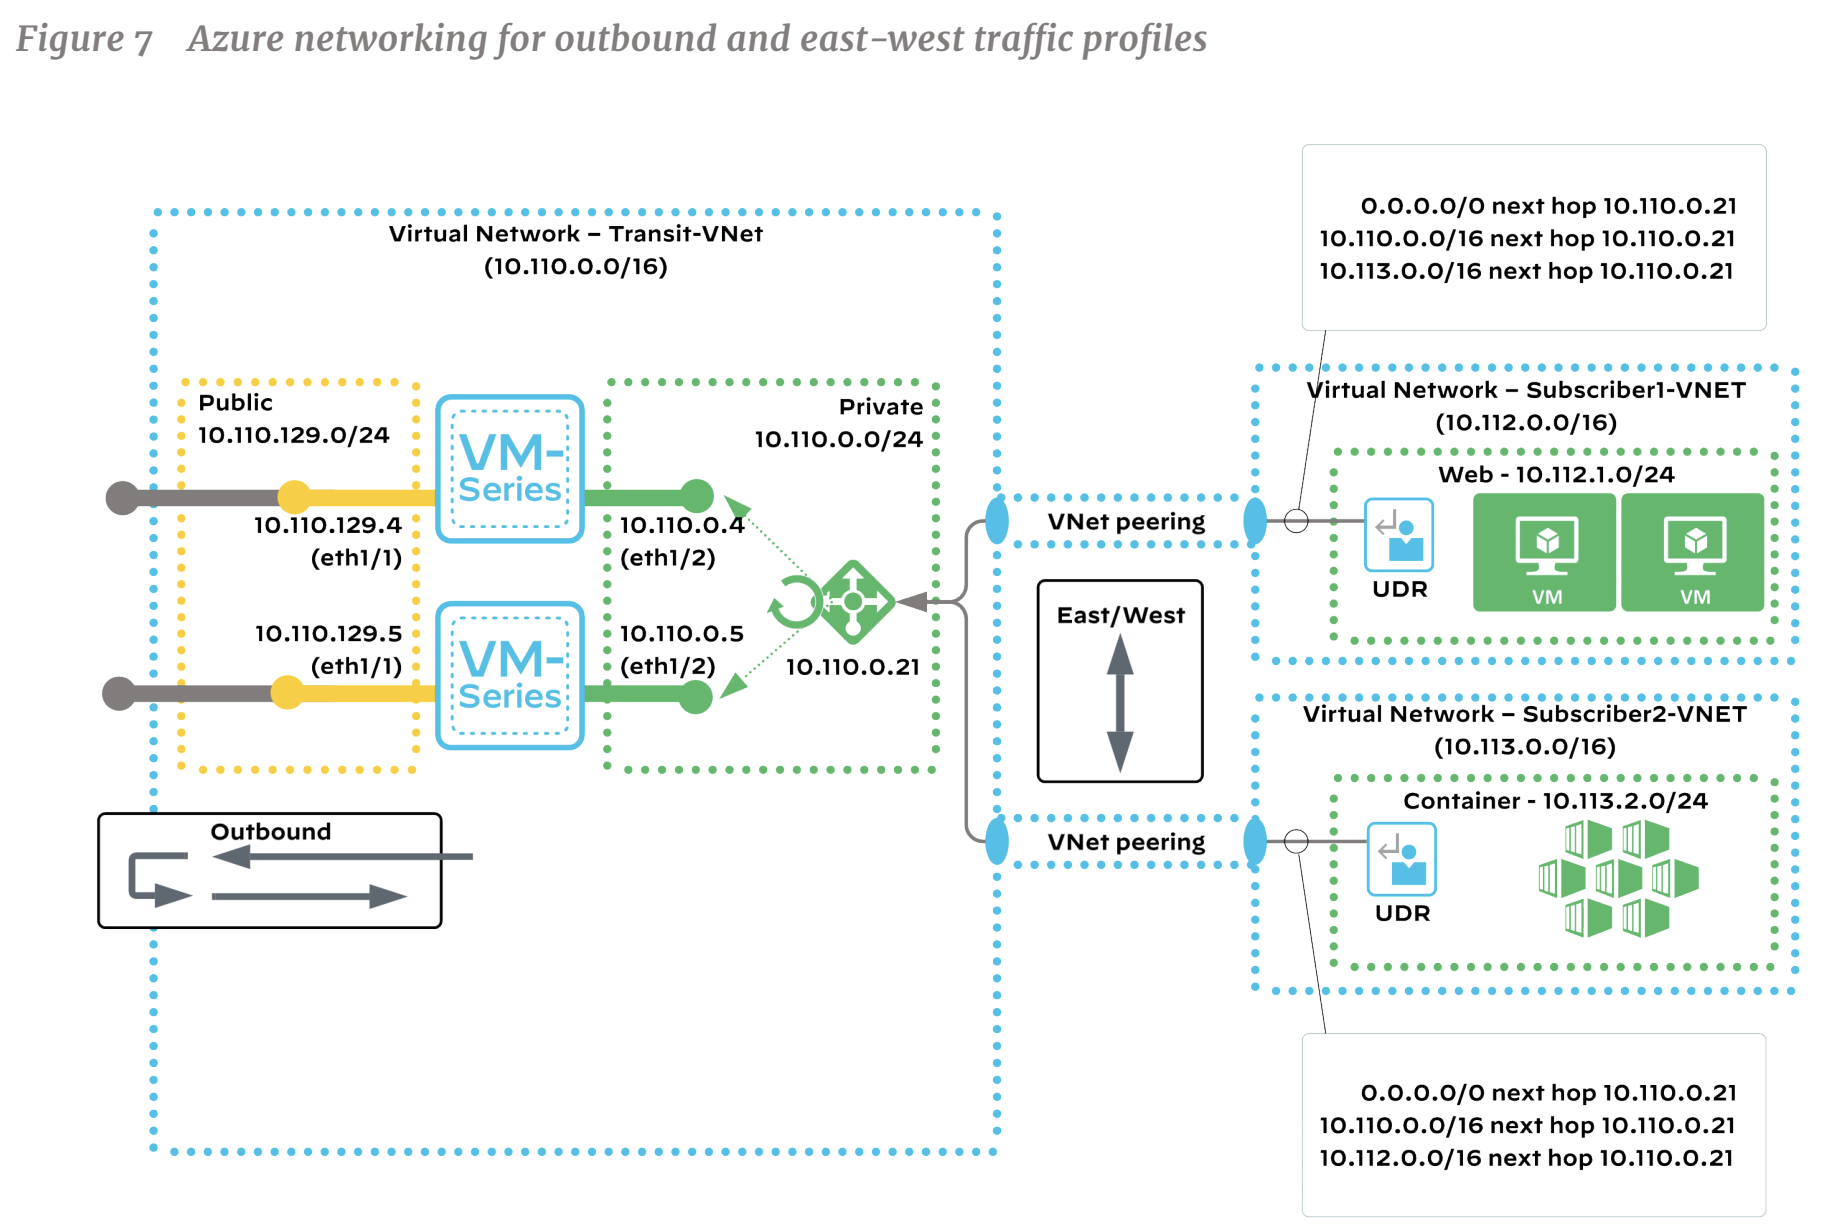 Figure 7 Azure networking for outbound and east–west traffic profiles
0.0.0.0/0 next hop 10.110.0.21
10.110.0.0/16 next hop 10.110.0.21
10.113.0.0/16 next hop 10.110.0.21
Virtual Network – Transit-VNet
(10.110.0.0/16)
Public
10.110.129.0/24
VM-
Series
Private
10.110.0.0/24
10.110.129.4
(eth1/1)
10.110.0.4
(eth1/2)
10.110.129.5
(eth1/1)
VM-
Series
10.110.0.5
(eth1/2)
10.110.0.21
Outbound
VNet peering
East/West
VNet peering
Virtual Network – Subscriber1-VNET
(10.112.0.0/16)
Web - 10.112.1.0/24
UDR
VM
VM
Virtual Network – Subscriber2-VNET
(10.113.0.0/16)
Container - 10.113.2.0/24
UDR
0.0.0.0/0 next hop 10.110.0.21
10.110.0.0/16 next hop 10.110.0.21
10.112.0.0/16 next hop 10.110.0.21